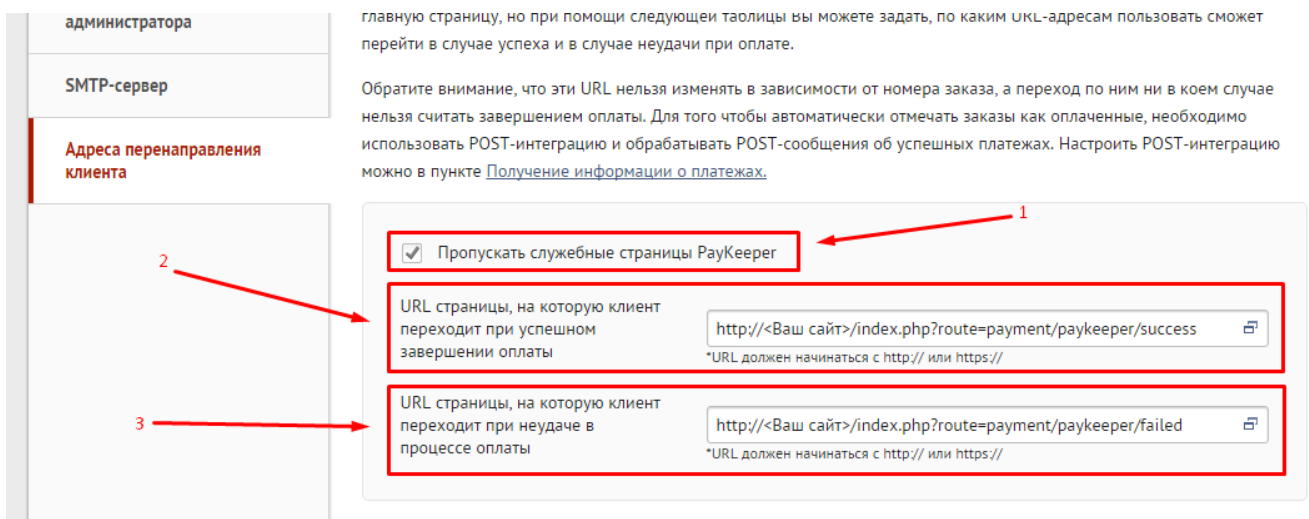 администратора
SMTP-сервер
Адреса перенаправления
клиента
главную страницу, но при помощи следующей таблицы Вы можете задать, по каким URL-адресам пользовать сможет
перейти в случае успеха и в случае неудачи при оплате.
Обратите внимание, что эти URL нельзя изменять в зависимости от номера заказа, а переход по ним ни в коем случае
нельзя считать завершением оплаты. Для того чтобы автоматически отмечать заказы как оплаченные, необходимо
использовать POST-интеграцию и обрабатывать POST-сообщения об успешных платежах. Настроить POST-интеграцию
можно в пункте Получение информации о платежах.
1
Пропускать служебные страницы PayKeeper
2
URL страницы, на которую клиент
переходит при успешном
завершении оплаты
http://<Ваш сайт>/index.php?route=payment/paykeeper/success
*URL должен начинаться с http:// или https://
3
URL страницы, на которую клиент
переходит при неудаче в
процессе оплаты
http://<Ваш сайт>/index.php?route=payment/paykeeper/failed
*URL должен начинаться с http:// или https://